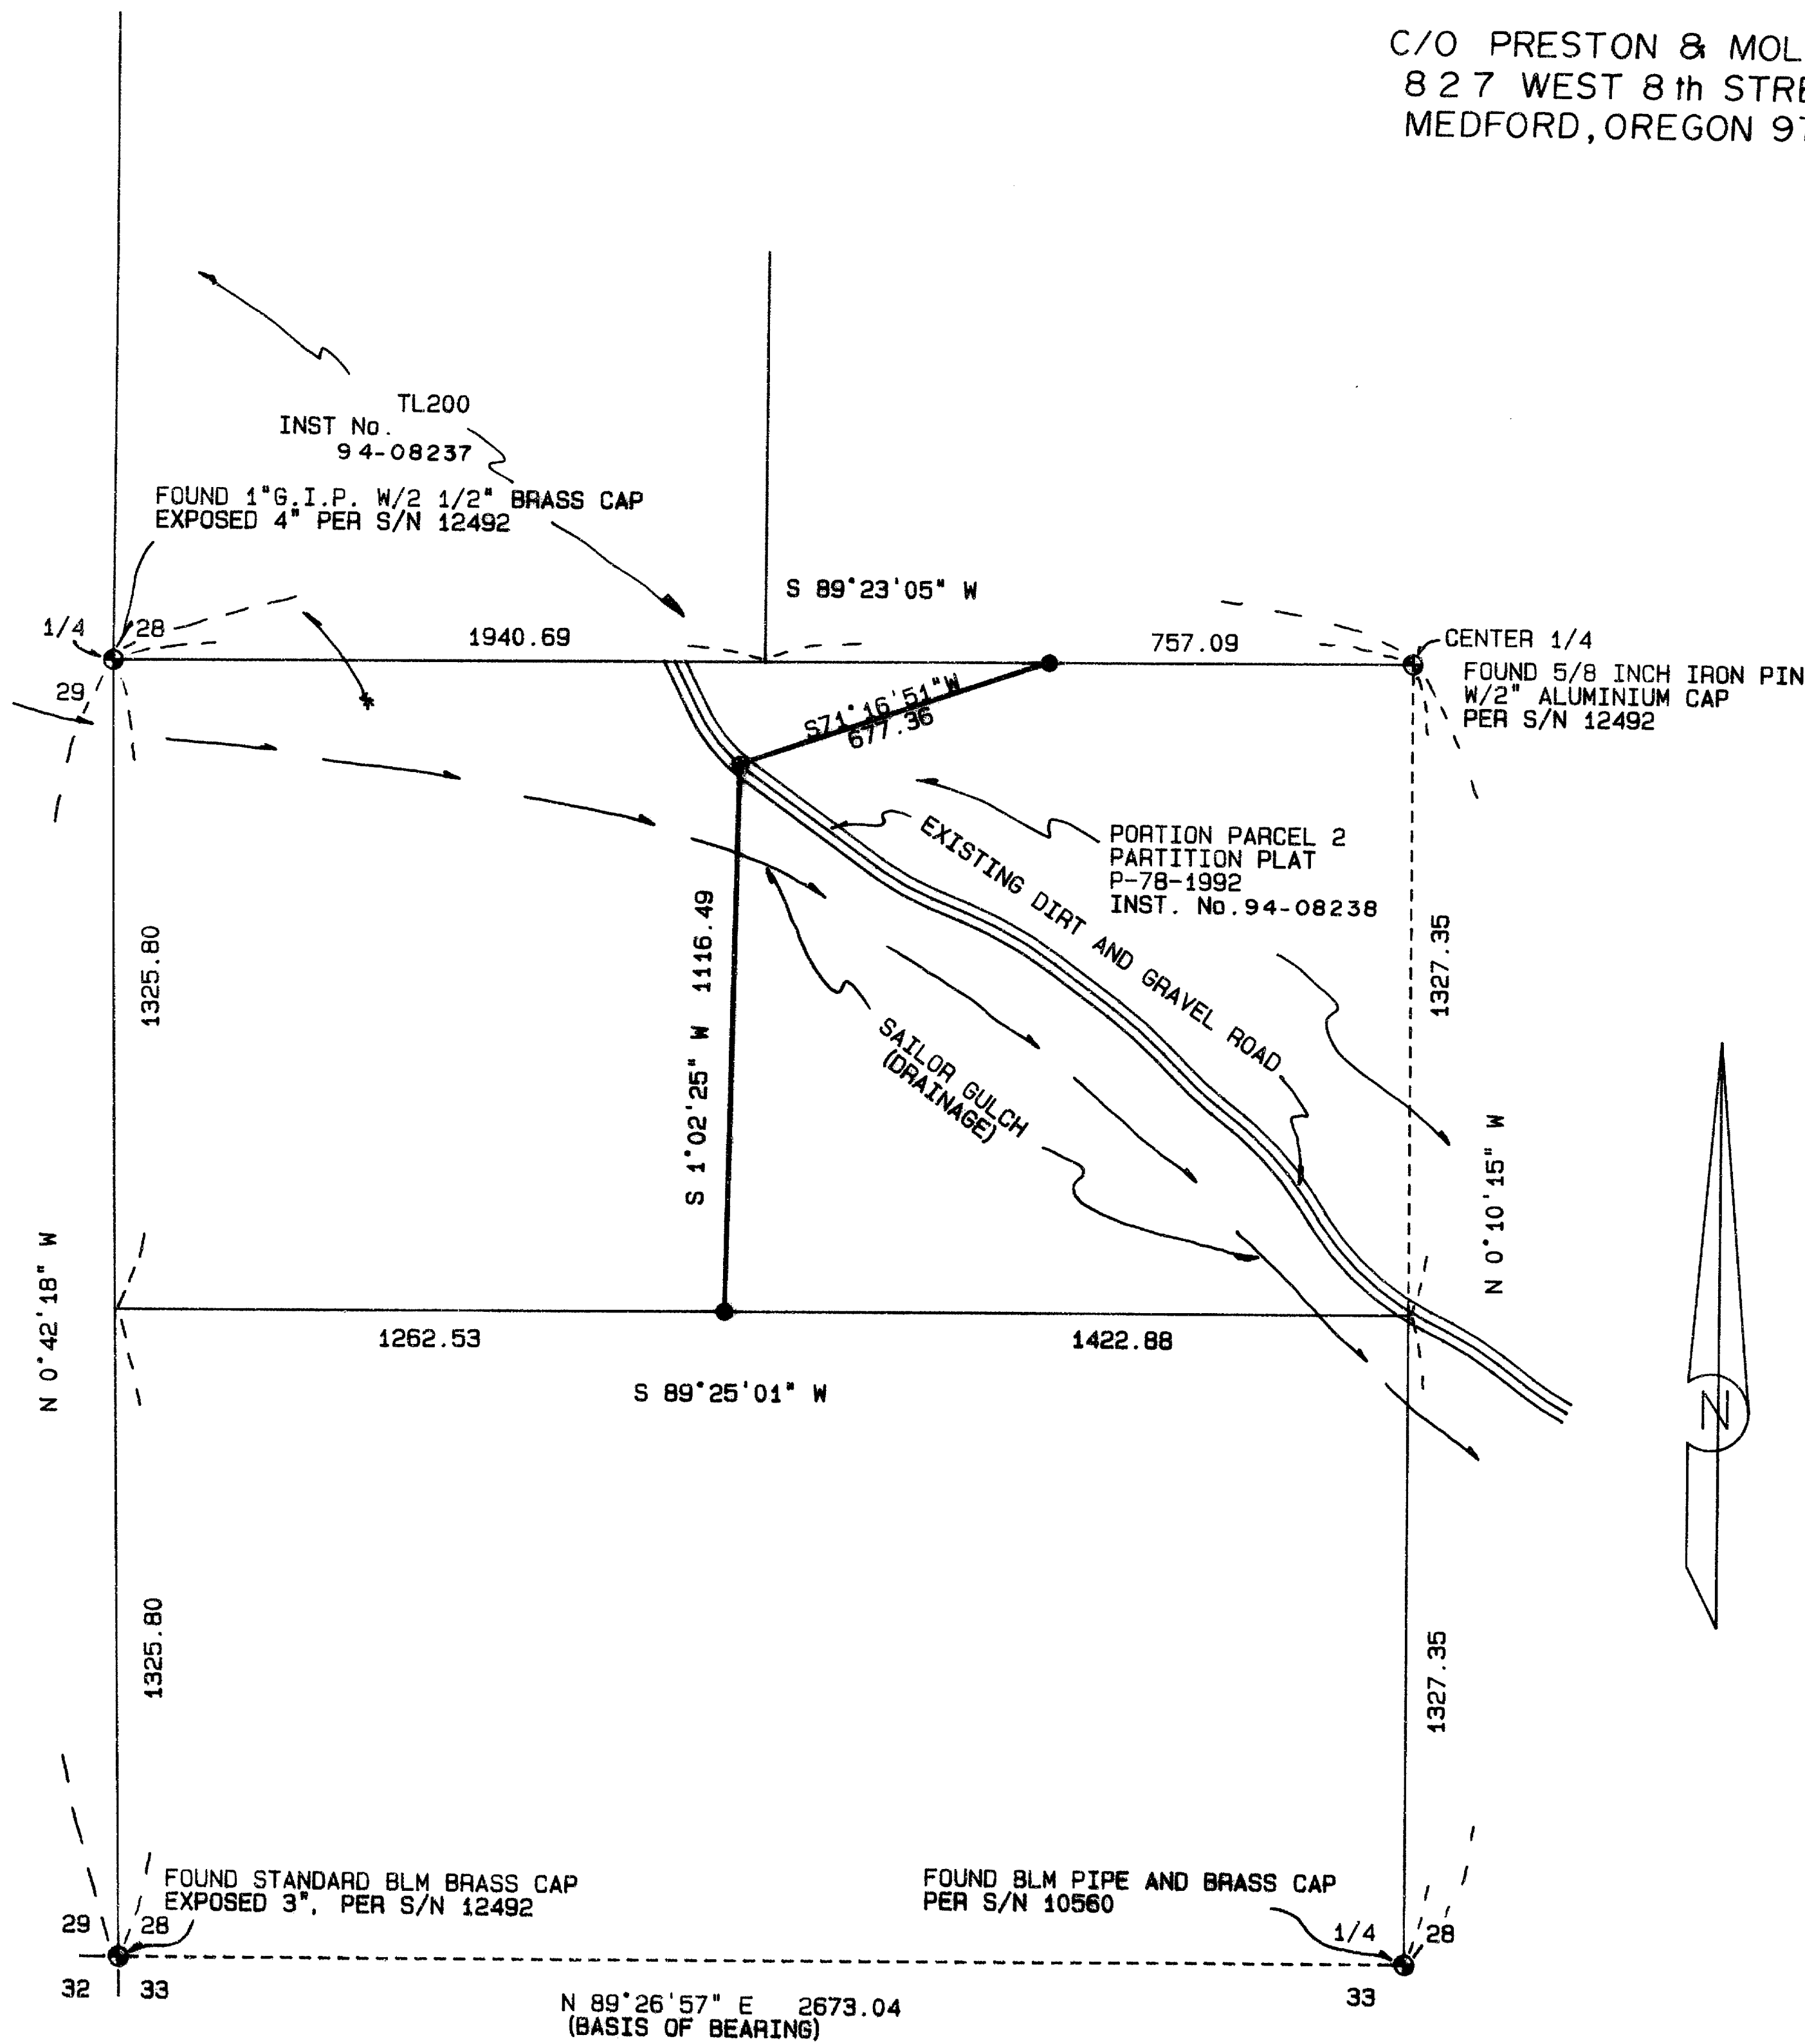 C/O PRESTON & MOL
827 WEST 8th STRE
MEDFORD, OREGON 97
TL200
INST No.
94-08237
FOUND 1"G.I.P. W/2 1/2" BRASS CAP
EXPOSED 4" PER S/N 12492
S 89°23'05" W
1/4
28
1940.69
757.09
CENTER 1/4
FOUND 5/8 INCH IRON PIN
W/2" ALUMINIUM CAP
PER S/N 12492
29
*
S71°16'51"W
677.36
PORTION PARCEL 2
PARTITION PLAT
P-78-1992
INST. No.94-08238
EXISTING DIRT AND GRAVEL ROAD
1325.80
S 1°02'25" W 1116.49
1327.35
SAILOR GULCH
(DRAINAGE)
N 0°10'15" W
N 0°42'18" W
1262.53
1422.88
S 89°25'01" W
N
1325.80
1327.35
FOUND STANDARD BLM BRASS CAP
EXPOSED 3", PER S/N 12492
FOUND BLM PIPE AND BRASS CAP
PER S/N 10560
29
28
1/4
28
32
33
33
N 89°26'57" E 2673.04
(BASIS OF BEARING)